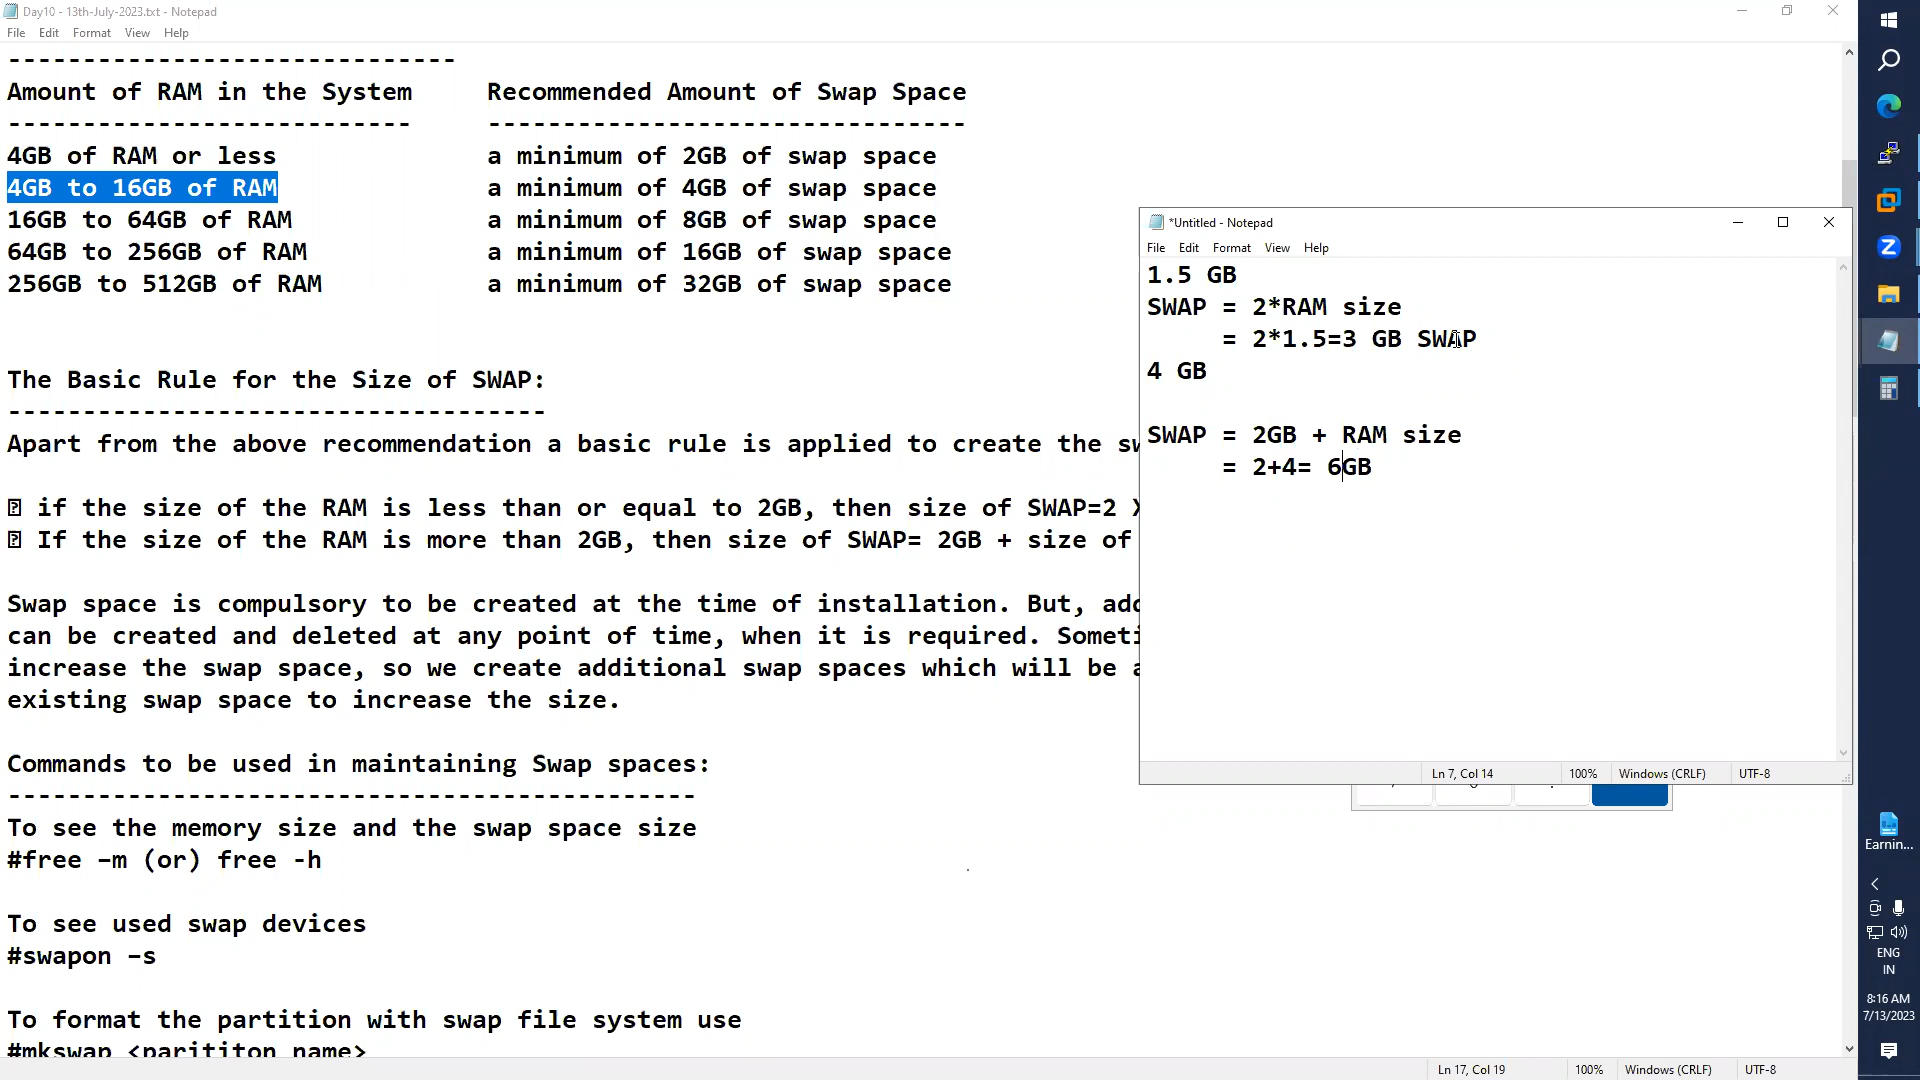 Day10 - 13th-July-2023.txt - Notepad
File Edit Format View Help
------------------------------
Amount of RAM in the System Recommended Amount of Swap Space
--------------------------- --------------------------------
4GB of RAM or less a minimum of 2GB of swap space
4GB to 16GB of RAM a minimum of 4GB of swap space
16GB to 64GB of RAM a minimum of 8GB of swap space
64GB to 256GB of RAM a minimum of 16GB of swap space
256GB to 512GB of RAM a minimum of 32GB of swap space
The Basic Rule for the Size of SWAP:
------------------------------------
Apart from the above recommendation a basic rule is applied to create the sw
if the size of the RAM is less than or equal to 2GB, then size of SWAP=2 X
If the size of the RAM is more than 2GB, then size of SWAP= 2GB + size of
Swap space is compulsory to be created at the time of installation. But, add
can be created and deleted at any point of time, when it is required. Someti
increase the swap space, so we create additional swap spaces which will be a
existing swap space to increase the size.
Commands to be used in maintaining Swap spaces:
----------------------------------------------
To see the memory size and the swap space size
#free –m (or) free -h
To see used swap devices
#swapon –s
To format the partition with swap file system use
#mkswap <parititon name>
Ln 17, Col 19 100% Windows (CRLF) UTF-8
*Untitled - Notepad
File Edit Format View Help
1.5 GB
SWAP = 2*RAM size
= 2*1.5=3 GB SWAP
4 GB
SWAP = 2GB + RAM size
= 2+4= 6GB
Ln 7, Col 14 100% Windows (CRLF) UTF-8
Earnin...
ENG
IN
8:16 AM
7/13/2023